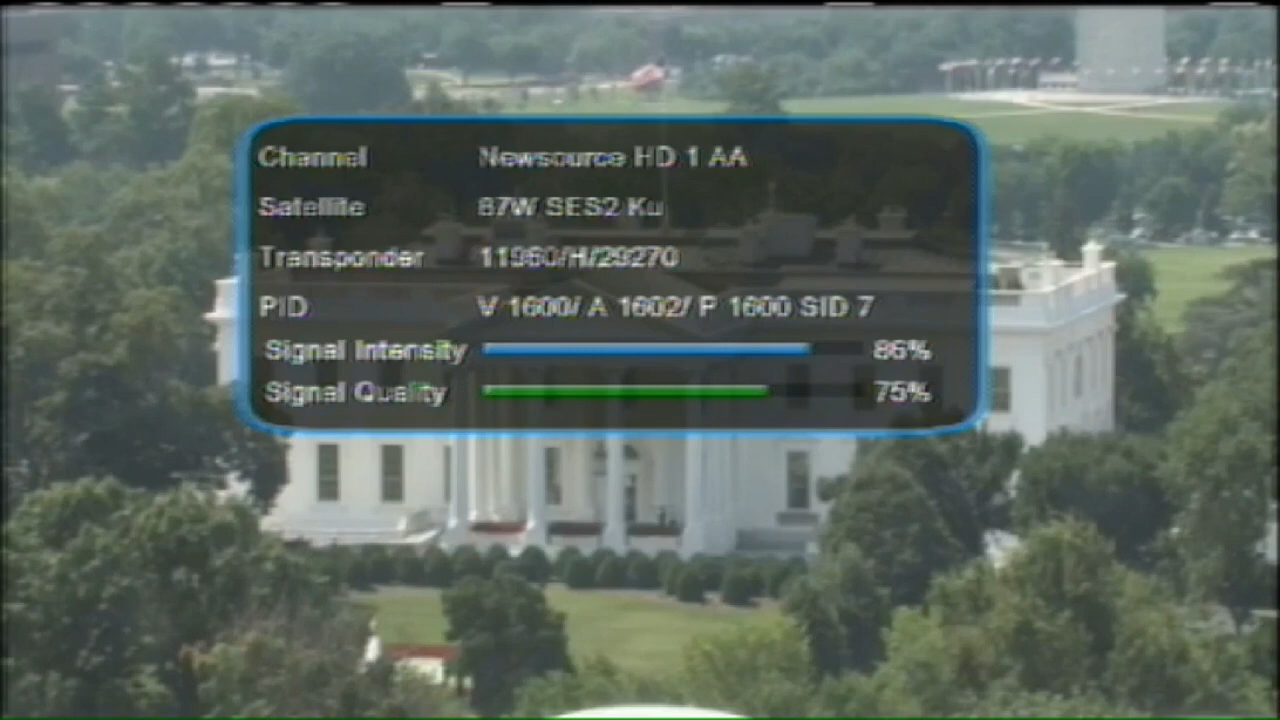 Channel Newsource HD 1 AA
Satellite 87W SES2 Ku
Transponder 11960/H/29270
PID V 1600/ A 1602/ P 1600 SID 7
Signal Intensity 86%
Signal Quality 75%